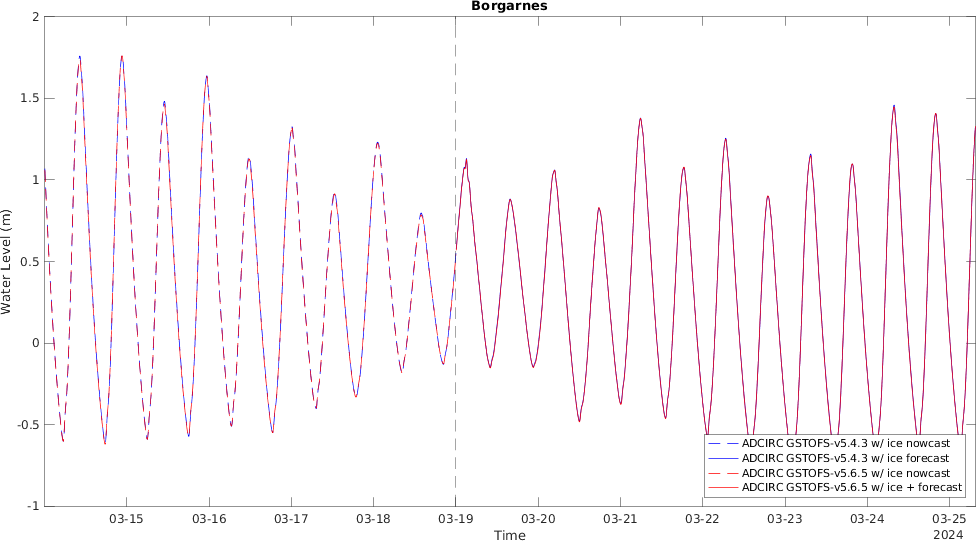 Borgarnes
2
1.5
1
0.5
0
-0.5
-1
Water Level (m)
ADCIRC GSTOFS-v5.4.3 w/ ice nowcast
ADCIRC GSTOFS-v5.4.3 w/ ice forecast
ADCIRC GSTOFS-v5.6.5 w/ ice nowcast
ADCIRC GSTOFS-v5.6.5 w/ ice + forecast
03-15 03-16 03-17 03-18 03-19 03-20 03-21 03-22 03-23 03-24 03-25
Time
2024